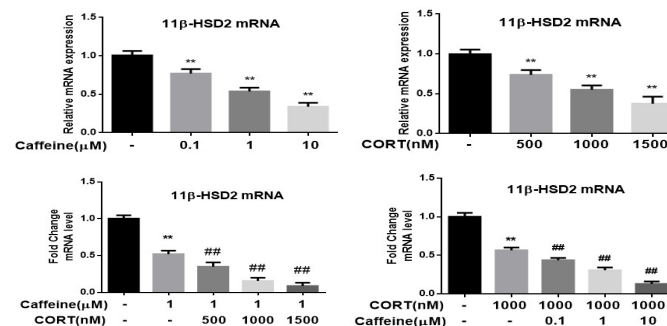 11β-HSD2 mRNA
Relative mRNA expression
1.5
1.0
0.5
0.0
** ** **
Caffeine(μM) - 0.1 1 10
11β-HSD2 mRNA
Relative mRNA expression
1.5
1.0
0.5
0.0
** ** **
CORT(nM) - 500 1000 1500
11β-HSD2 mRNA
Fold Change
mRNA level
1.5
1.0
0.5
0.0
** ## ## ##
Caffeine(μM) - 1 1 1 1
CORT(nM) - - 500 1000 1500
11β-HSD2 mRNA
Fold Change
mRNA level
1.5
1.0
0.5
0.0
** ## ## ##
CORT(nM) - 1000 1000 1000 1000
Caffeine(μM) - - 0.1 1 10